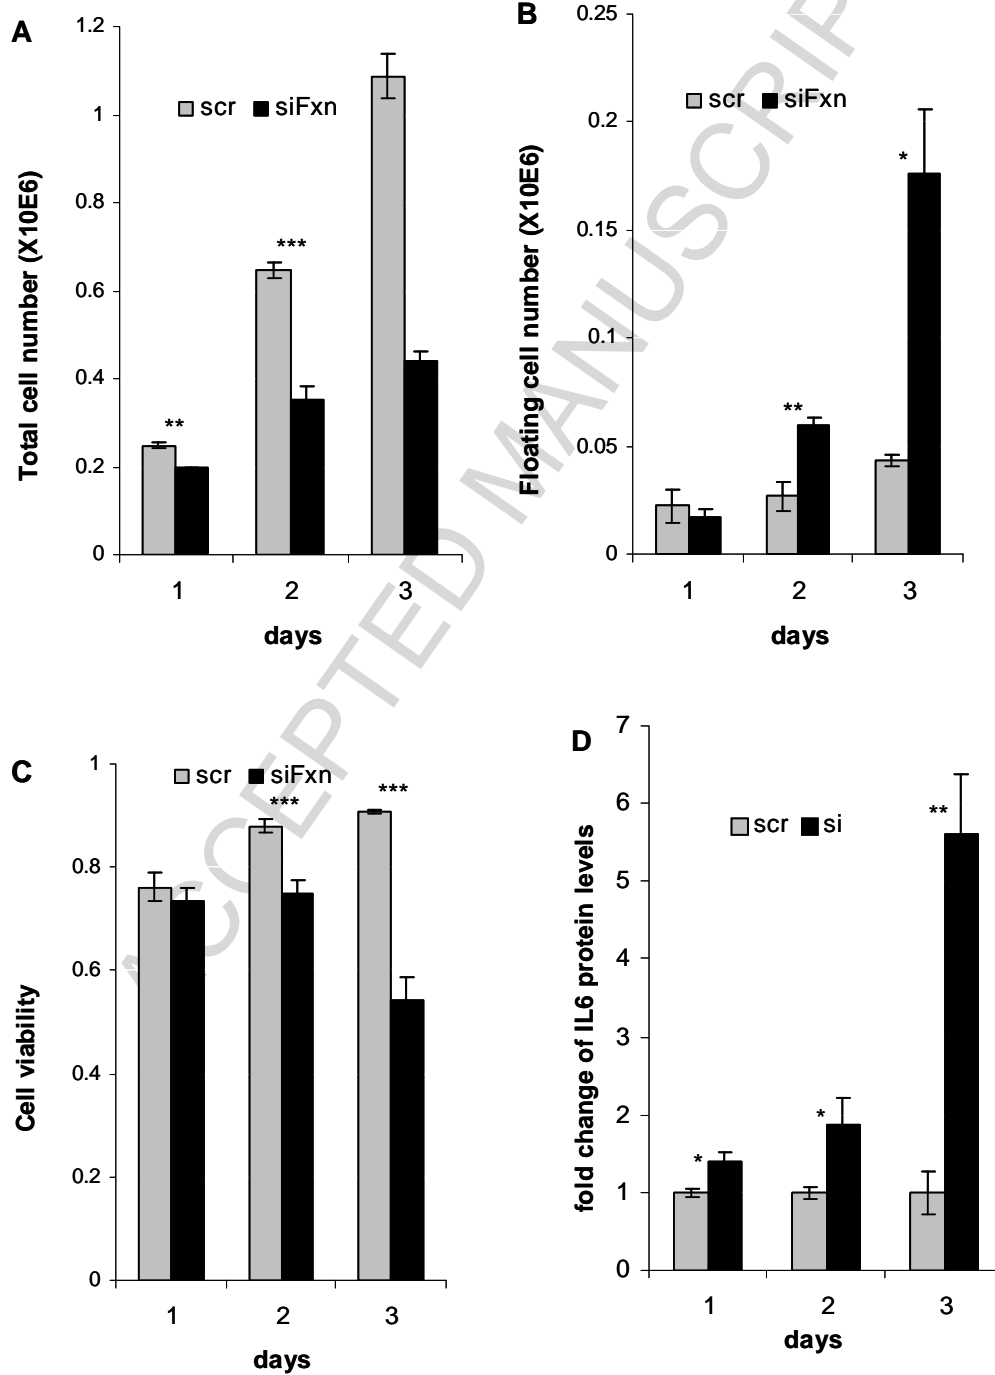 A
1.2
1
0.8
0.6
0.4
0.2
0
Total cell number (X10E6)
scr siFxn
**
***
1 2 3
days
B
0.25
0.2
0.15
0.1
0.05
0
Floating cell number (X10E6)
scr siFxn
**
*
1 2 3
days
C
1
0.8
0.6
0.4
0.2
0
Cell viability
scr siFxn
***
***
1 2 3
days
D
7
6
5
4
3
2
1
0
fold change of IL6 protein levels
scr si
*
*
**
1 2 3
days
ACCEPTED MANUSCRIP